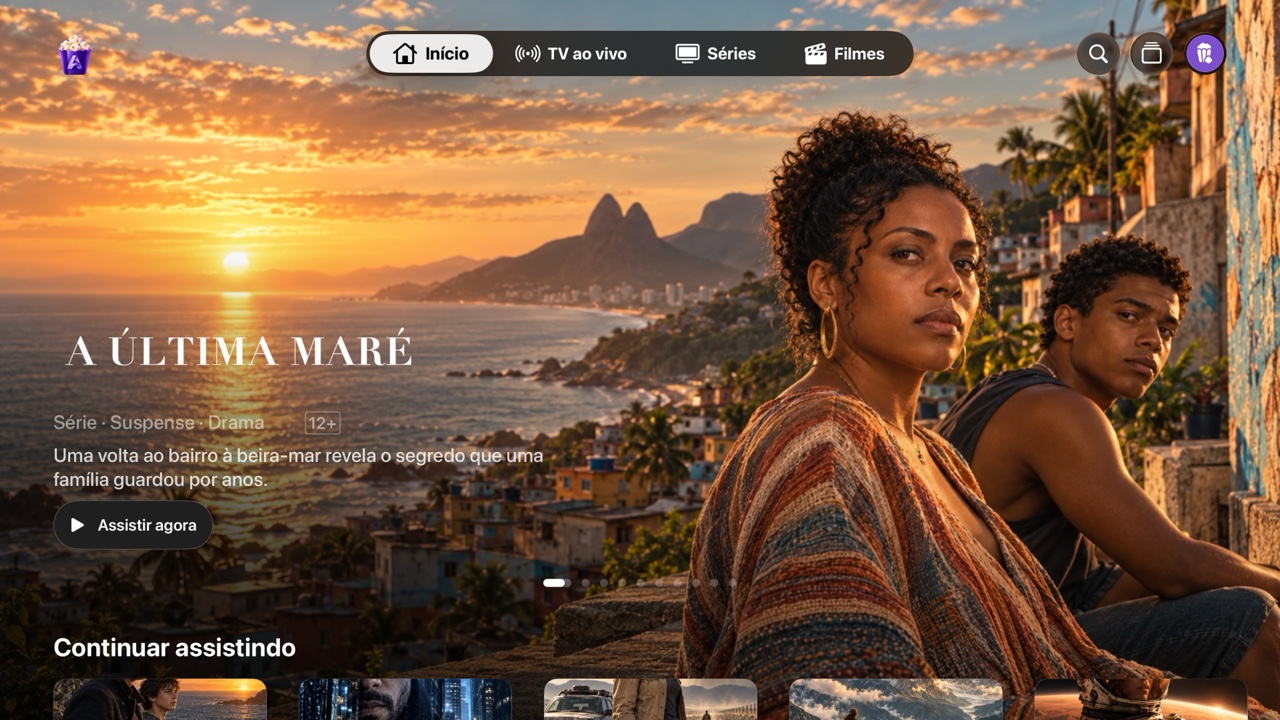 A
Início
TV ao vivo
Séries
Filmes
A ÚLTIMA MARÉ
Série · Suspense · Drama
12+
Uma volta ao bairro à beira-mar revela o segredo que uma
família guardou por anos.
Assistir agora
Continuar assistindo